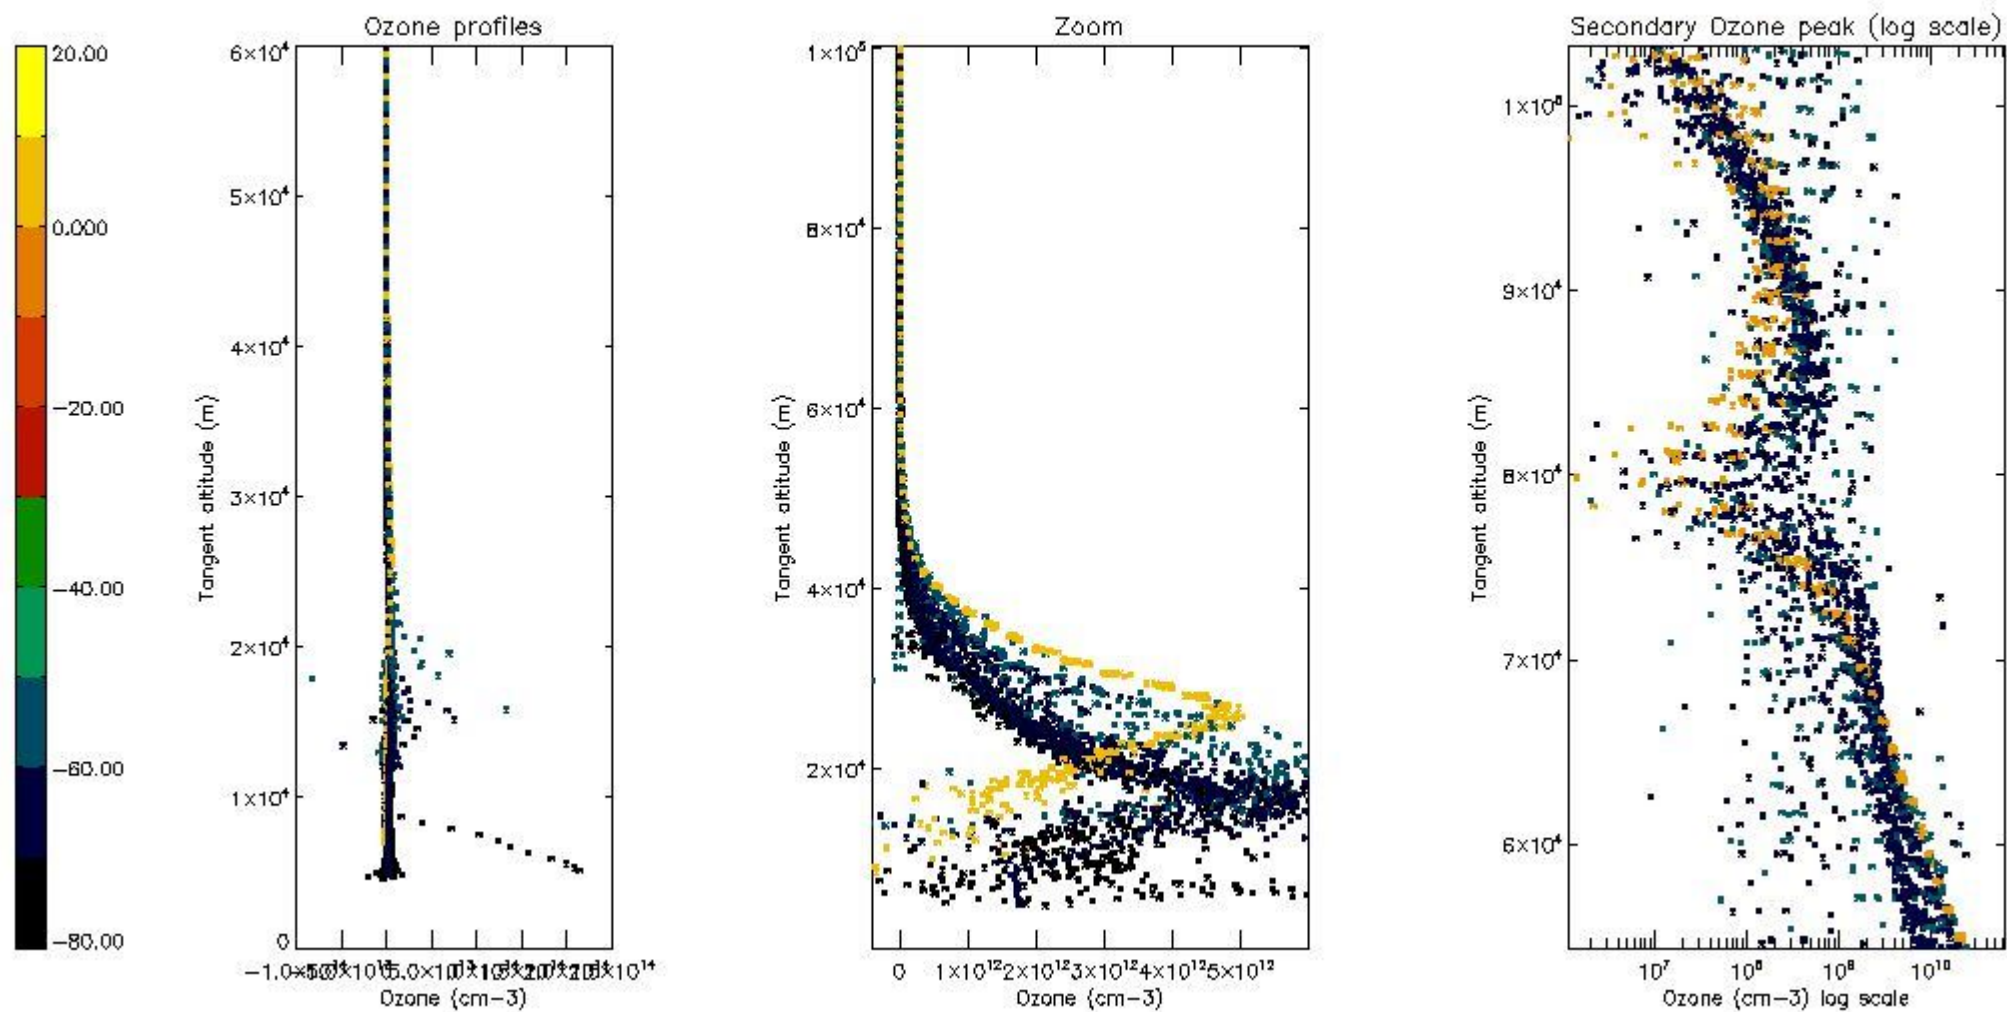 Ozone profiles
Zoom
Secondary Ozone peak (log scale)
20.00
0.000
−20.00
−40.00
−60.00
−80.00
6×10⁴
5×10⁴
4×10⁴
3×10⁴
2×10⁴
1×10⁴
0
Tangent altitude (m)
Ozone (cm−3)
1×10⁵
8×10⁴
6×10⁴
4×10⁴
2×10⁴
Tangent altitude (m)
0 1×10¹² 2×10¹² 3×10¹² 4×10¹² 5×10¹²
Ozone (cm−3)
1×10⁵
9×10⁴
8×10⁴
7×10⁴
6×10⁴
Tangent altitude (m)
10⁷ 10⁸ 10⁹ 10¹⁰
Ozone (cm−3) log scale